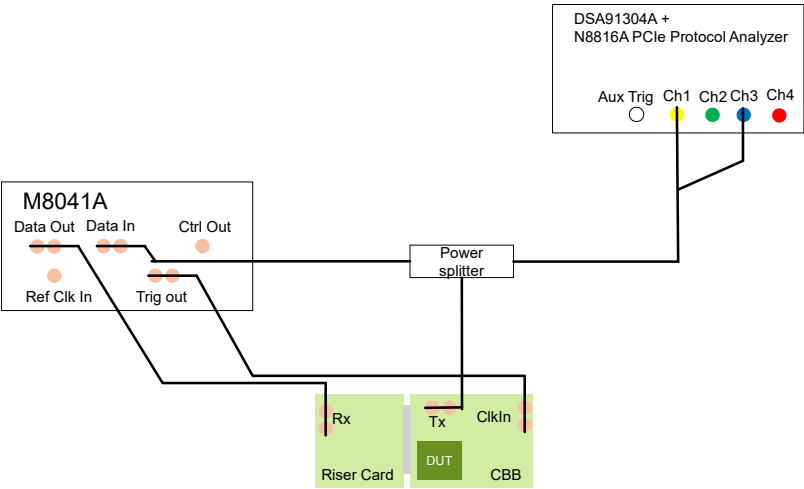 DSA91304A +
N8816A PCIe Protocol Analyzer
Aux Trig Ch1 Ch2 Ch3 Ch4
M8041A
Data Out Data In Ctrl Out
Ref Clk In Trig out
Power
splitter
Rx Tx ClkIn
DUT
Riser Card CBB